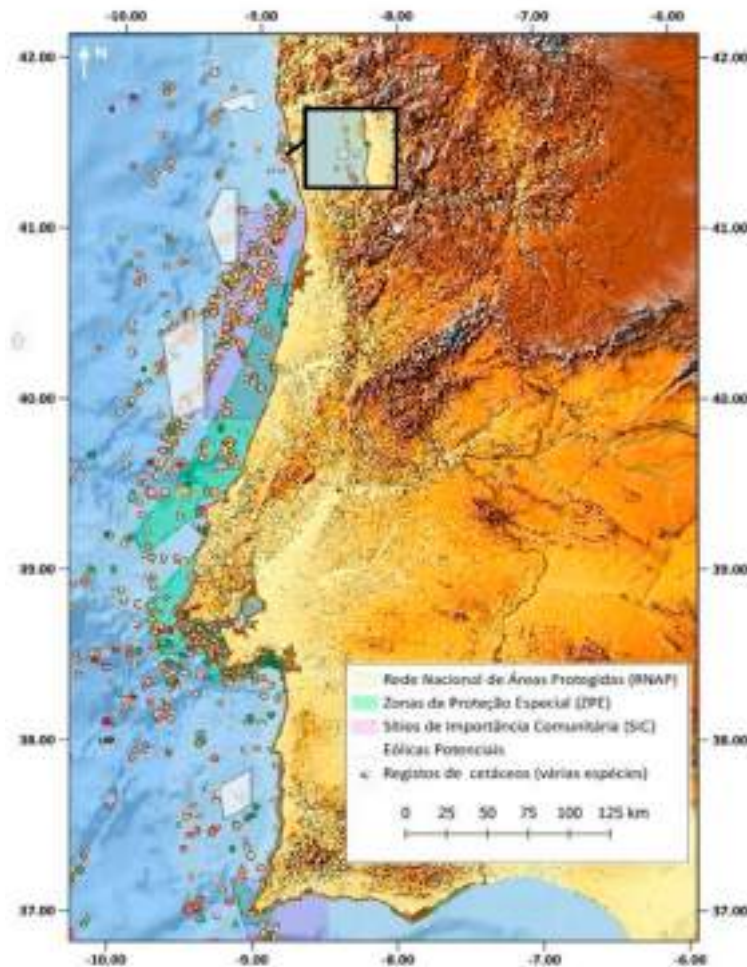 -10.00 -9.00 -8.00 -7.00 -6.00
42.00 42.00
N
41.00 41.00
40.00 40.00
39.00 39.00
38.00 38.00
37.00 37.00
Rede Nacional de Áreas Protegidas (RNAP)
Zonas de Proteção Especial (ZPE)
Sítios de Importância Comunitária (SIC)
Eólicas Potenciais
Registos de cetáceos (várias espécies)
0 25 50 75 100 125 km
-10.00 -9.00 -8.00 -7.00 -6.00